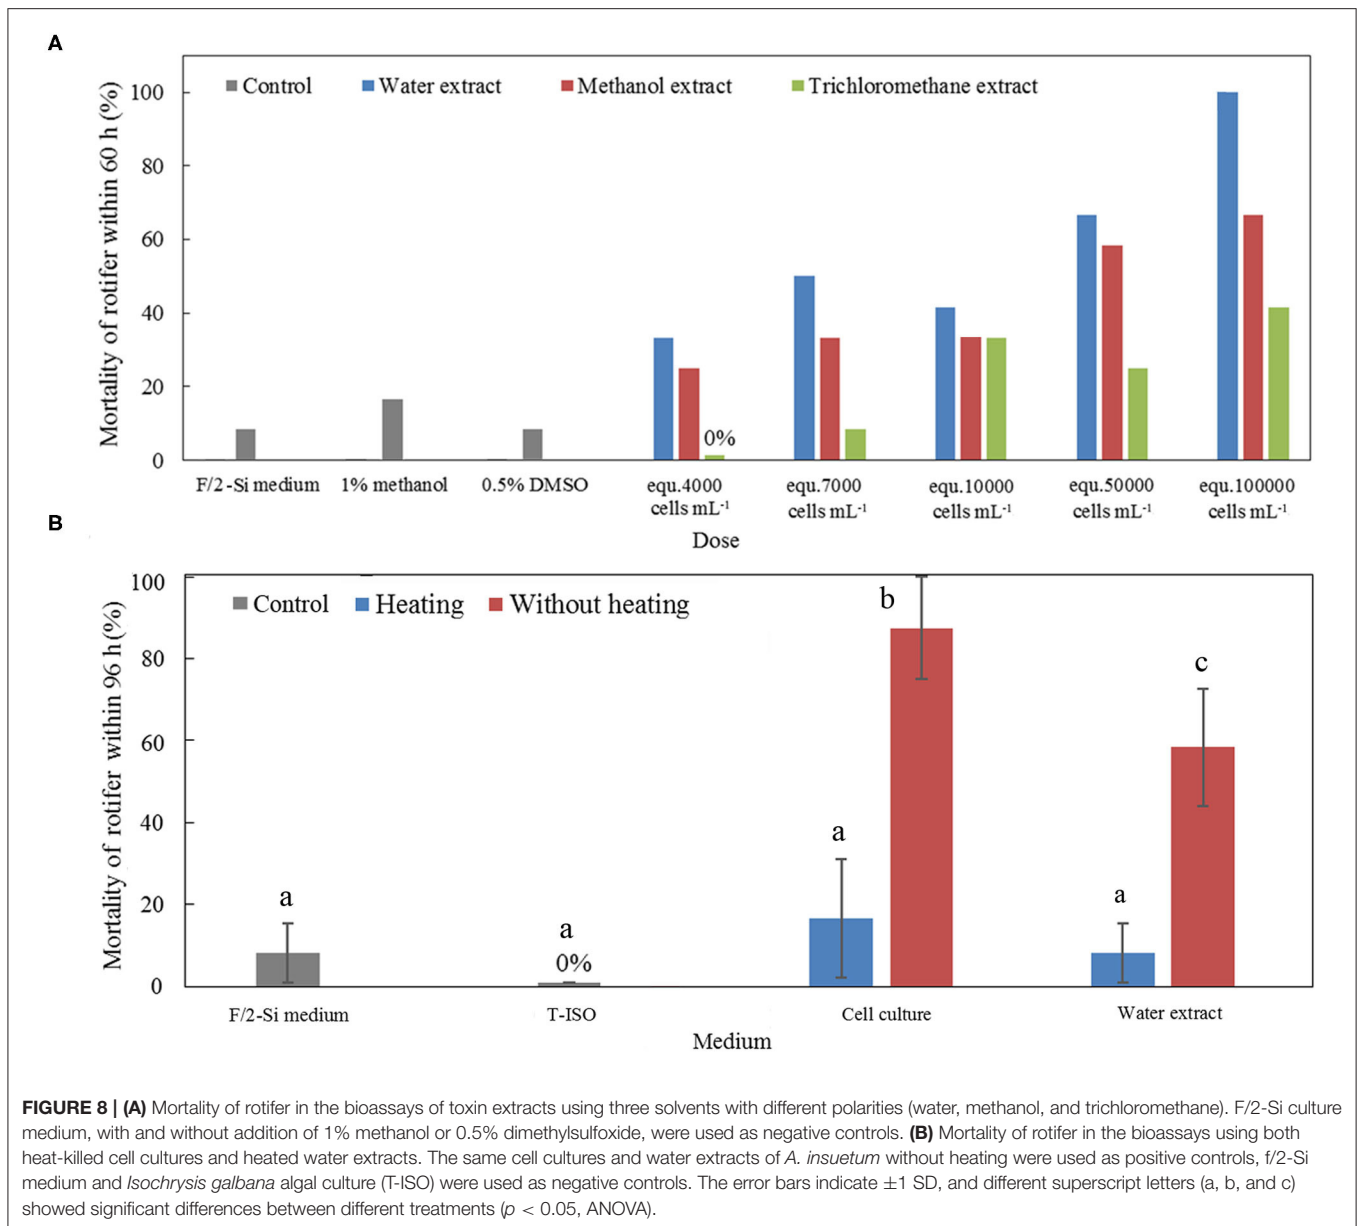 A
Mortality of rotifer within 60 h (%)
Control Water extract Methanol extract Trichloromethane extract
100
80
60
40
20
0
0%
F/2 -Si medium 1% methanol 0.5% DMSO equ.4000 cells mL-1 equ.7000 cells mL-1 equ.10000 cells mL-1 equ.50000 cells mL-1 equ.100000 cells mL-1
Dose
B
Mortality of rotifer within 96 h (%)
Control Heating Without heating
100
80
60
40
20
0
a
a
0%
a
b
a
c
F/2-Si medium T-ISO Cell culture Water extract
Medium
FIGURE 8 | (A) Mortality of rotifer in the bioassays of toxin extracts using three solvents with different polarities (water, methanol, and trichloromethane). F/2-Si culture
medium, with and without addition of 1% methanol or 0.5% dimethylsulfoxide, were used as negative controls. (B) Mortality of rotifer in the bioassays using both
heat-killed cell cultures and heated water extracts. The same cell cultures and water extracts of A. insuetum without heating were used as positive controls, f/2-Si
medium and Isochrysis galbana algal culture (T-ISO) were used as negative controls. The error bars indicate ±1 SD, and different superscript letters (a, b, and c)
showed significant differences between different treatments (p < 0.05, ANOVA).